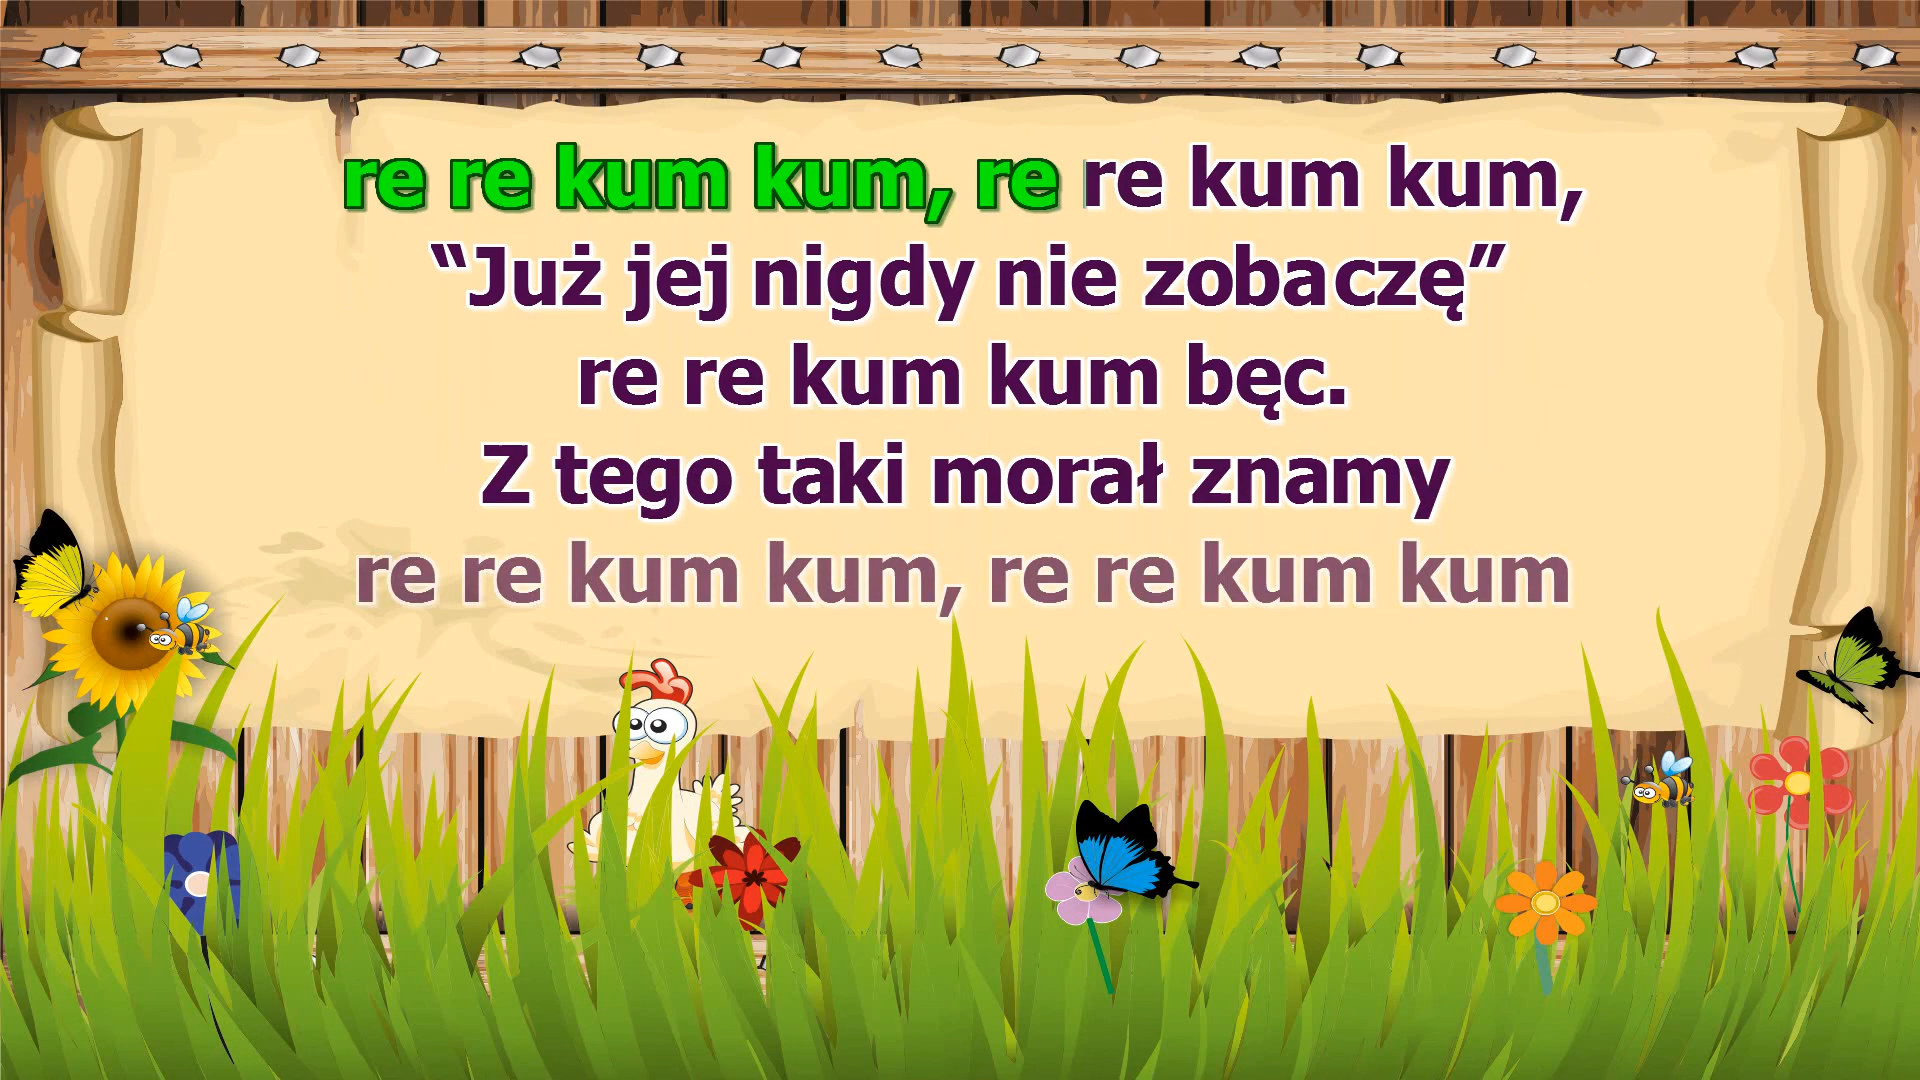 re re kum kum, re re kum kum,
“Już jej nigdy nie zobaczę”
re re kum kum bęc.
Z tego taki morał znamy
re re kum kum, re re kum kum